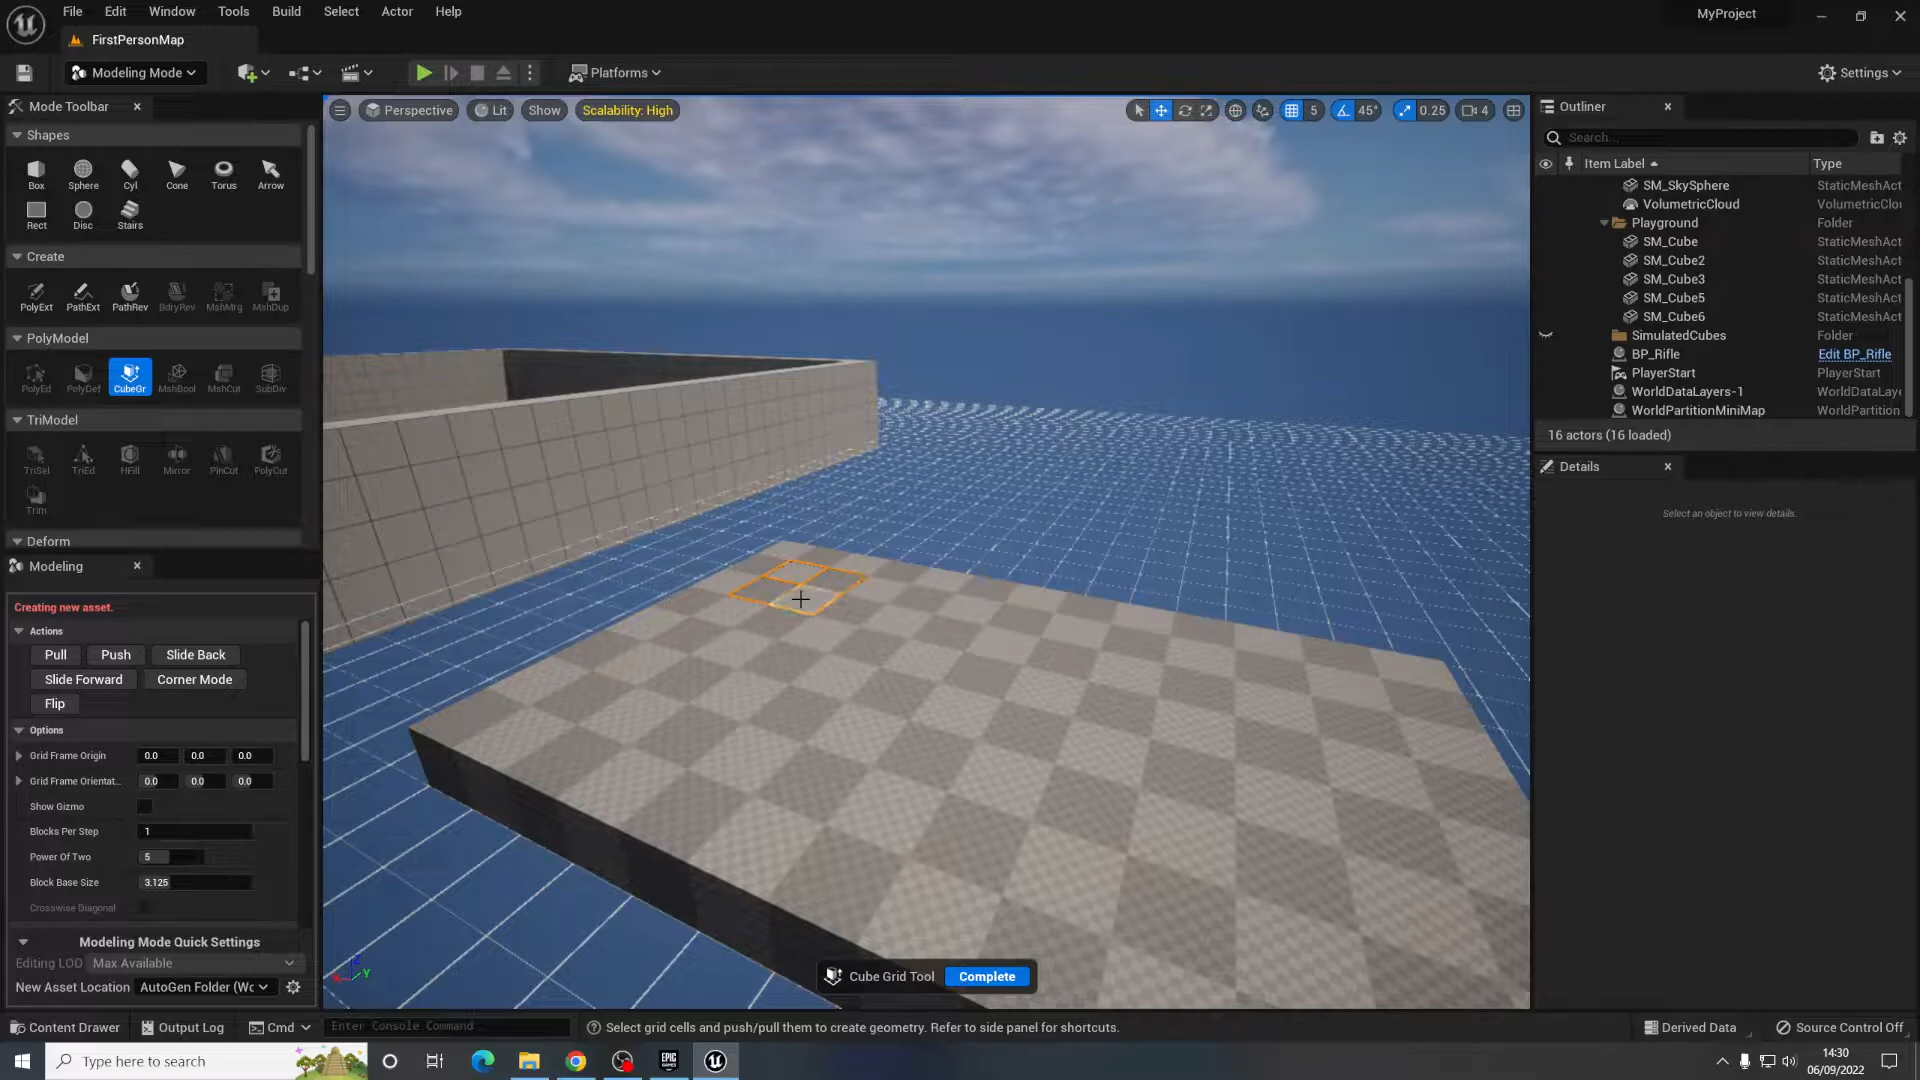 File Edit Window Tools Build Select Actor Help
MyProject
FirstPersonMap
Modeling Mode
Platforms
Settings
Mode Toolbar
Shapes
Box Sphere Cyl Cone Torus Arrow
Rect Disc Stairs
Create
PolyExt PathExt PathRev BdryRev MshMrg MshDup
PolyModel
PolyEd PolyDef CubeGr MshBool MshCut SubDiv
TriModel
TriSel TriEd HFill Mirror PlnCut PolyCut
Trim
Deform
Modeling
Creating new asset.
Actions
Pull Push Slide Back
Slide Forward Corner Mode
Flip
Options
Grid Frame Origin 0.0 0.0 0.0
Grid Frame Orientat... 0.0 0.0 0.0
Show Gizmo
Blocks Per Step 1
Power Of Two 5
Block Base Size 3.125
Crosswise Diagonal
Modeling Mode Quick Settings
Editing LOD Max Available
New Asset Location AutoGen Folder (Wc
Perspective Lit Show Scalability: High
5 45° 0.25 4
Cube Grid Tool Complete
Outliner
Search...
Item Label Type
SM_SkySphere StaticMeshAct
VolumetricCloud VolumetricClou
Playground Folder
SM_Cube StaticMeshAct
SM_Cube2 StaticMeshAct
SM_Cube3 StaticMeshAct
SM_Cube5 StaticMeshAct
SM_Cube6 StaticMeshAct
SimulatedCubes Folder
BP_Rifle Edit BP_Rifle
PlayerStart PlayerStart
WorldDataLayers-1 WorldDataLaye
WorldPartitionMiniMap WorldPartition
16 actors (16 loaded)
Details
Select an object to view details.
Content Drawer Output Log Cmd Enter Console Command
Select grid cells and push/pull them to create geometry. Refer to side panel for shortcuts.
Derived Data Source Control Off
Type here to search
EPIC GAMES
14:30
06/09/2022